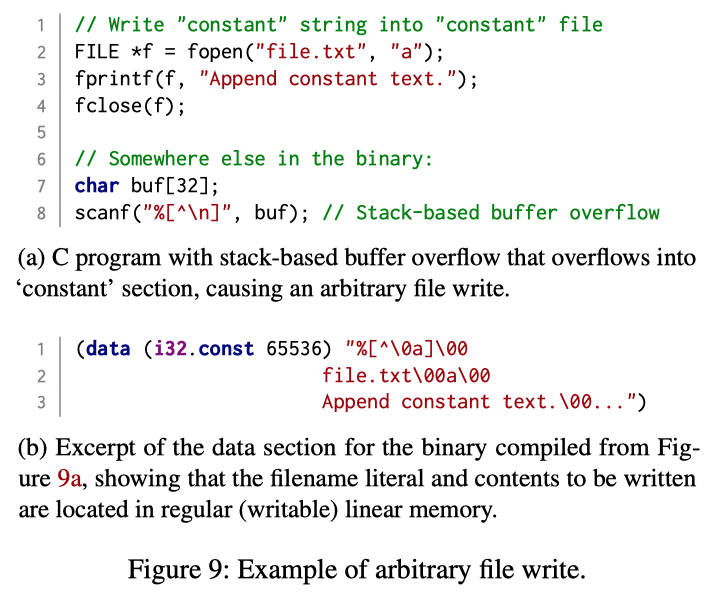 1 // Write "constant" string into "constant" file
2 FILE *f = fopen("file.txt", "a");
3 fprintf(f, "Append constant text.");
4 fclose(f);
5
6 // Somewhere else in the binary:
7 char buf[32];
8 scanf("%[^\n]", buf); // Stack-based buffer overflow
(a) C program with stack-based buffer overflow that overflows into
‘constant’ section, causing an arbitrary file write.
1 (data (i32.const 65536) "%[^\0a]\00
2 file.txt\00a\00
3 Append constant text.\00...")
(b) Excerpt of the data section for the binary compiled from Fig-
ure 9a, showing that the filename literal and contents to be written
are located in regular (writable) linear memory.
Figure 9: Example of arbitrary file write.